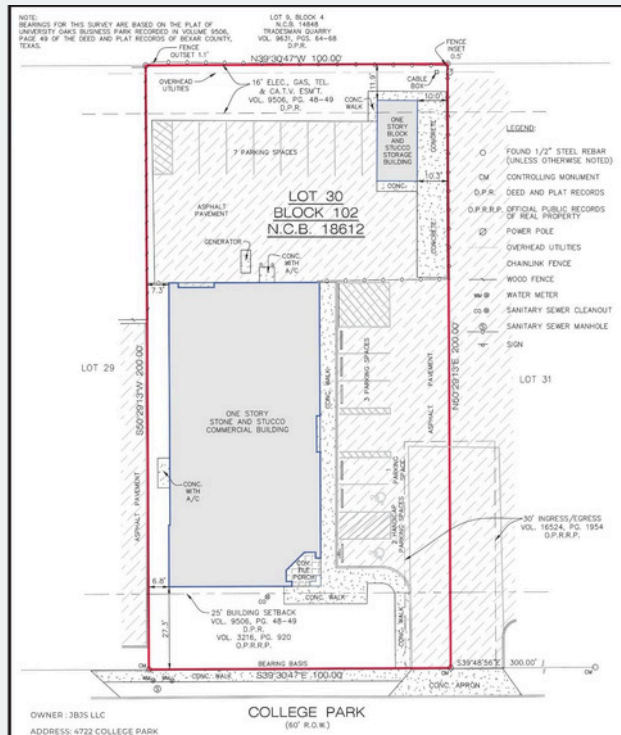 NOTE:
BEARINGS FOR THIS SURVEY ARE BASED ON THE PLAT OF
UNIVERSITY OAKS BUSINESS PARK RECORDED IN VOLUME 9506,
PAGE 49 OF THE DEED AND PLAT RECORDS OF BEXAR COUNTY,
TEXAS.
LOT 9, BLOCK 4
N.C.B. 14848
TRADESMAN QUARRY
VOL. 9631, PGS. 64-68
D.P.R.
FENCE
OUTSET 1.1'
N39°30'47"W 100.00'
FENCE
INSET
0.5'
OVERHEAD
UTILITIES
16' ELEC., GAS, TEL.
& CA.T.V. ESM'T.
VOL. 9506, PG. 48-49
D.P.R.
11.9'
CABLE
BOX
CONC.
WALK
10.0'
ONE
STORY
BLOCK
AND
STUCCO
STORAGE
BUILDING
CONCRETE
10.3'
CONC.
CONCRETE
7 PARKING SPACES
ASPHALT
PAVEMENT
LOT 30
BLOCK 102
N.C.B. 18612
GENERATOR
CONC.
WITH
A/C
7.3'
LEGEND:
FOUND 1/2" STEEL REBAR
(UNLESS OTHERWISE NOTED)
CM CONTROLLING MONUMENT
D.P.R. DEED AND PLAT RECORDS
O.P.R.R.P. OFFICIAL PUBLIC RECORDS
OF REAL PROPERTY
POWER POLE
OVERHEAD UTILITIES
CHAINLINK FENCE
WOOD FENCE
WM WATER METER
CO SANITARY SEWER CLEANOUT
S SANITARY SEWER MANHOLE
SIGN
LOT 29
S50°29'13"W 200.00'
ASPHALT PAVEMENT
ONE STORY
STONE AND STUCCO
COMMERCIAL BUILDING
CONC. WALK
3 PARKING SPACES
ASPHALT PAVEMENT
N50°29'13"E 200.00'
LOT 31
CONC.
WITH
A/C
1 PARKING
SPACE
2 HANDICAP
PARKING SPACES
30' INGRESS/EGRESS
VOL. 16524, PG. 1954
D.P.R.R.P.
COV.
TILE
PORCH
6.8'
CO
CONC. WALK
25' BUILDING SETBACK
VOL. 9506, PG. 48-49
D.P.R.
VOL. 3216, PG. 920
O.P.R.R.P.
27.3'
CONC. WALK
BEARING BASIS
CM
S39°30'47"E 100.00'
CM
S39°48'56"E 300.00'
CM
WM
CONC. WALK
S
CONC. APRON
COLLEGE PARK
(60' R.O.W.)
OWNER : JBJS LLC
ADDRESS: 4722 COLLEGE PARK